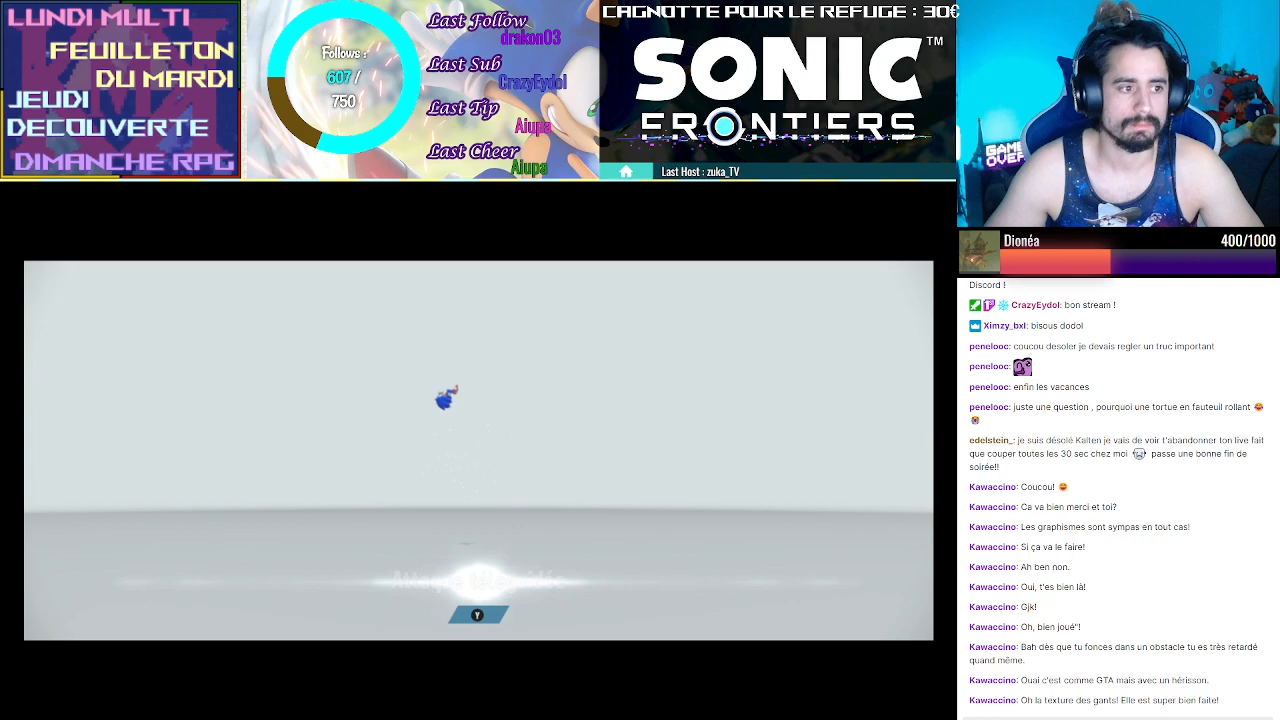 LUNDI MULTI
FEUILLETON
DU MARDI
JEUDI
DECOUVERTE
DIMANCHE RPG
Follows :
607 /
750
Last Follow
drakon03
Last Sub
CrazyEydol
Last Tip
Aiupa
Last Cheer
Aiupa
CAGNOTTE POUR LE REFUGE : 30€
SONIC™
FRONTIERS
Last Host : zuka_TV
GAME
OVER
Dionéa
400/1000
Discord !
CrazyEydol: bon stream !
Ximzy_bxl: bisous dodol
penelooc: coucou desoler je devais regler un truc important
penelooc:
penelooc: enfin les vacances
penelooc: juste une question , pourquoi une tortue en fauteuil rollant
edelstein_: je suis désolé Kalten je vais de voir t'abandonner ton live fait
que couper toutes les 30 sec chez moi passe une bonne fin de
soirée!!
Kawaccino: Coucou!
Kawaccino: Ca va bien merci et toi?
Kawaccino: Les graphismes sont sympas en tout cas!
Kawaccino: Si ça va le faire!
Kawaccino: Ah ben non.
Kawaccino: Oui, t'es bien là!
Kawaccino: Gjk!
Kawaccino: Oh, bien joué"!
Kawaccino: Bah dès que tu fonces dans un obstacle tu es très retardé
quand même.
Kawaccino: Ouai c'est comme GTA mais avec un hérisson.
Kawaccino: Oh la texture des gants! Elle est super bien faite!
Y